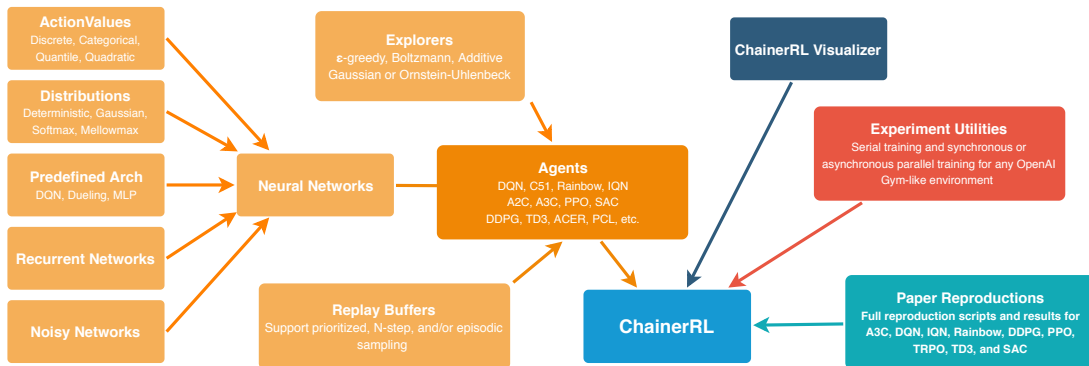 ActionValues
Discrete, Categorical,
Quantile, Quadratic
Distributions
Deterministic, Gaussian,
Softmax, Mellowmax
Predefined Arch
DQN, Dueling, MLP
Recurrent Networks
Noisy Networks
Neural Networks
Explorers
ε-greedy, Boltzmann, Additive
Gaussian or Ornstein-Uhlenbeck
Agents
DQN, C51, Rainbow, IQN
A2C, A3C, PPO, SAC
DDPG, TD3, ACER, PCL, etc.
Replay Buffers
Support prioritized, N-step, and/or episodic
sampling
ChainerRL Visualizer
Experiment Utilities
Serial training and synchronous or
asynchronous parallel training for any OpenAI
Gym-like environment
ChainerRL
Paper Reproductions
Full reproduction scripts and results for
A3C, DQN, IQN, Rainbow, DDPG, PPO,
TRPO, TD3, and SAC